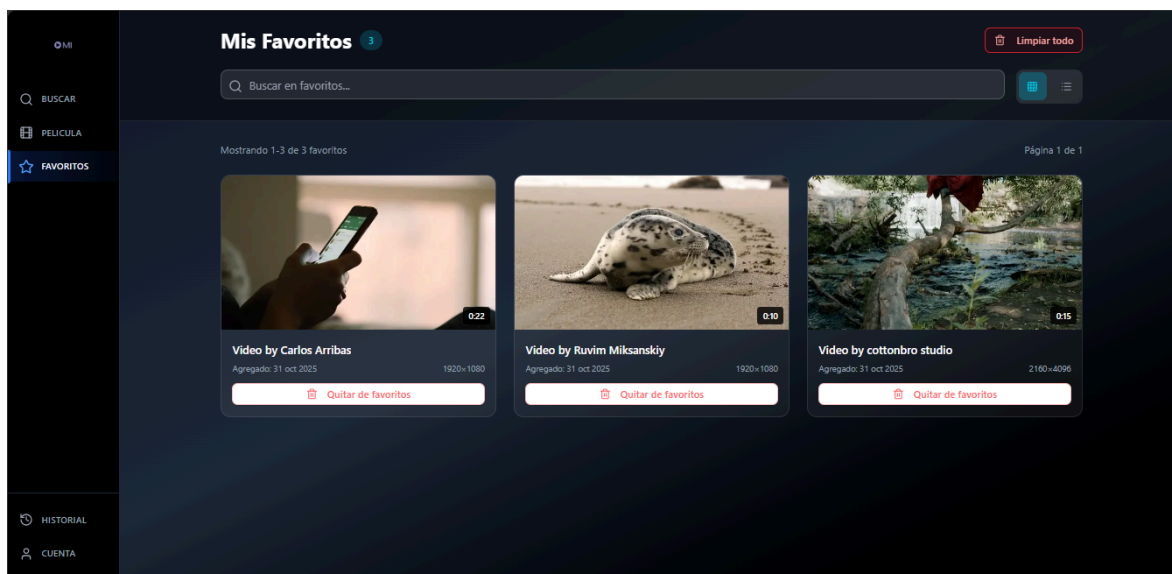 MI
BUSCAR
PELICULA
FAVORITOS
HISTORIAL
CUENTA
Mis Favoritos 3
Limpiar todo
Buscar en favoritos...
Mostrando 1-3 de 3 favoritos
Página 1 de 1
0:22
Video by Carlos Arribas
Agregado: 31 oct 2025 1920×1080
Quitar de favoritos
0:10
Video by Ruvim Miksanskiy
Agregado: 31 oct 2025 1920×1080
Quitar de favoritos
0:15
Video by cottonbro studio
Agregado: 31 oct 2025 2160×4096
Quitar de favoritos